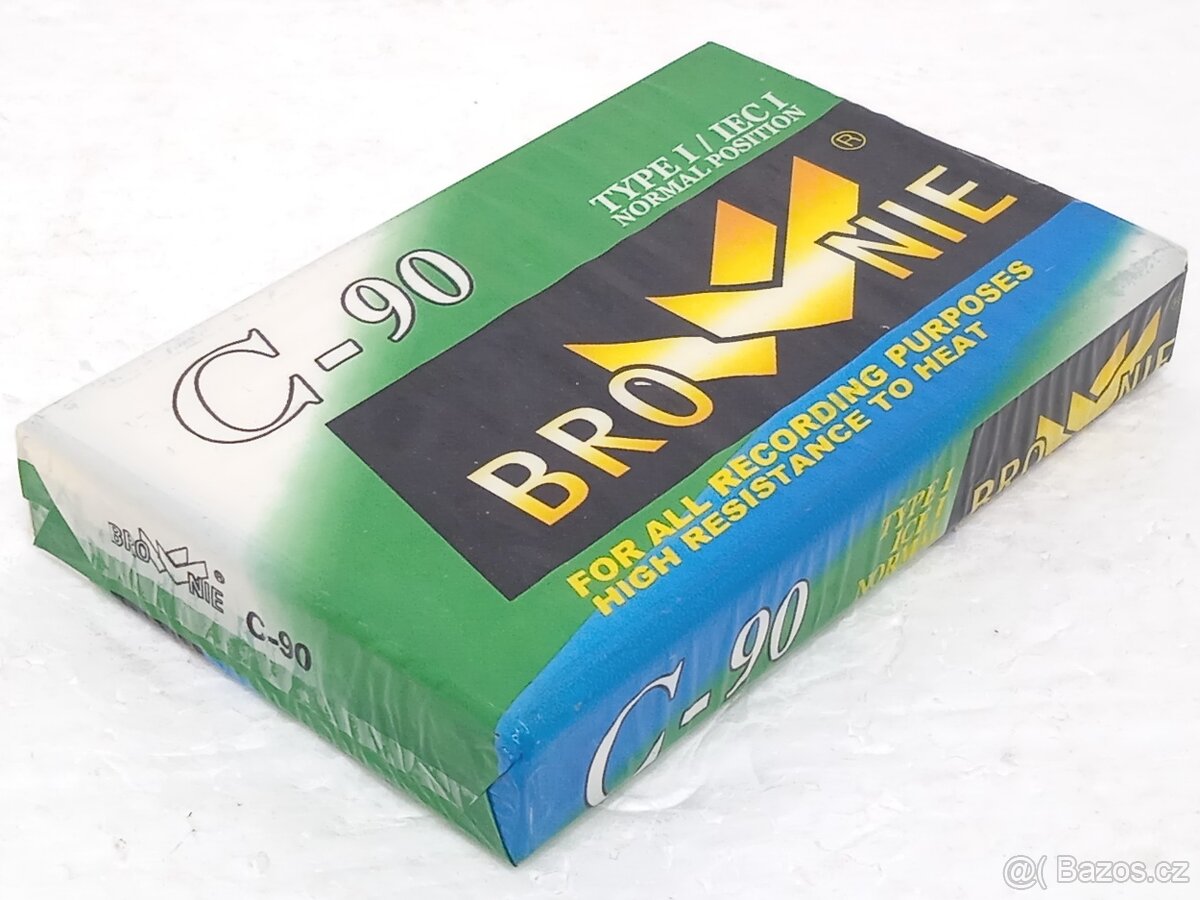 TYPE I / IEC I
NORMAL POSITION
C-90
BROWNIE ®
FOR ALL RECORDING PURPOSES
HIGH RESISTANCE TO HEAT
BROWNIE ®
C-90
C-90
TYPE I
BROWNIE
@( Bazos.cz